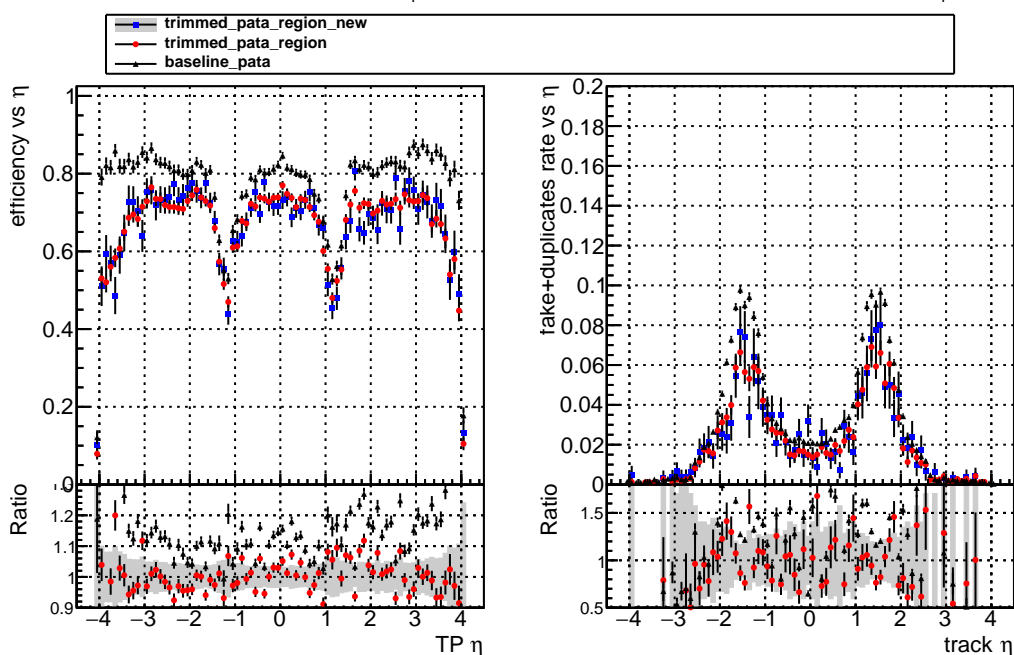 trimmed_pata_region_new
trimmed_pata_region
baseline_pata
efficiency vs η
1
0.8
0.6
0.4
0.2
0
Ratio
1.2
1.1
1
0.9
−4 −3 −2 −1 0 1 2 3 4
TP η
fake+duplicates rate vs η
0.2
0.18
0.16
0.14
0.12
0.1
0.08
0.06
0.04
0.02
0
Ratio
1.5
1
0.5
−4 −3 −2 −1 0 1 2 3 4
track η